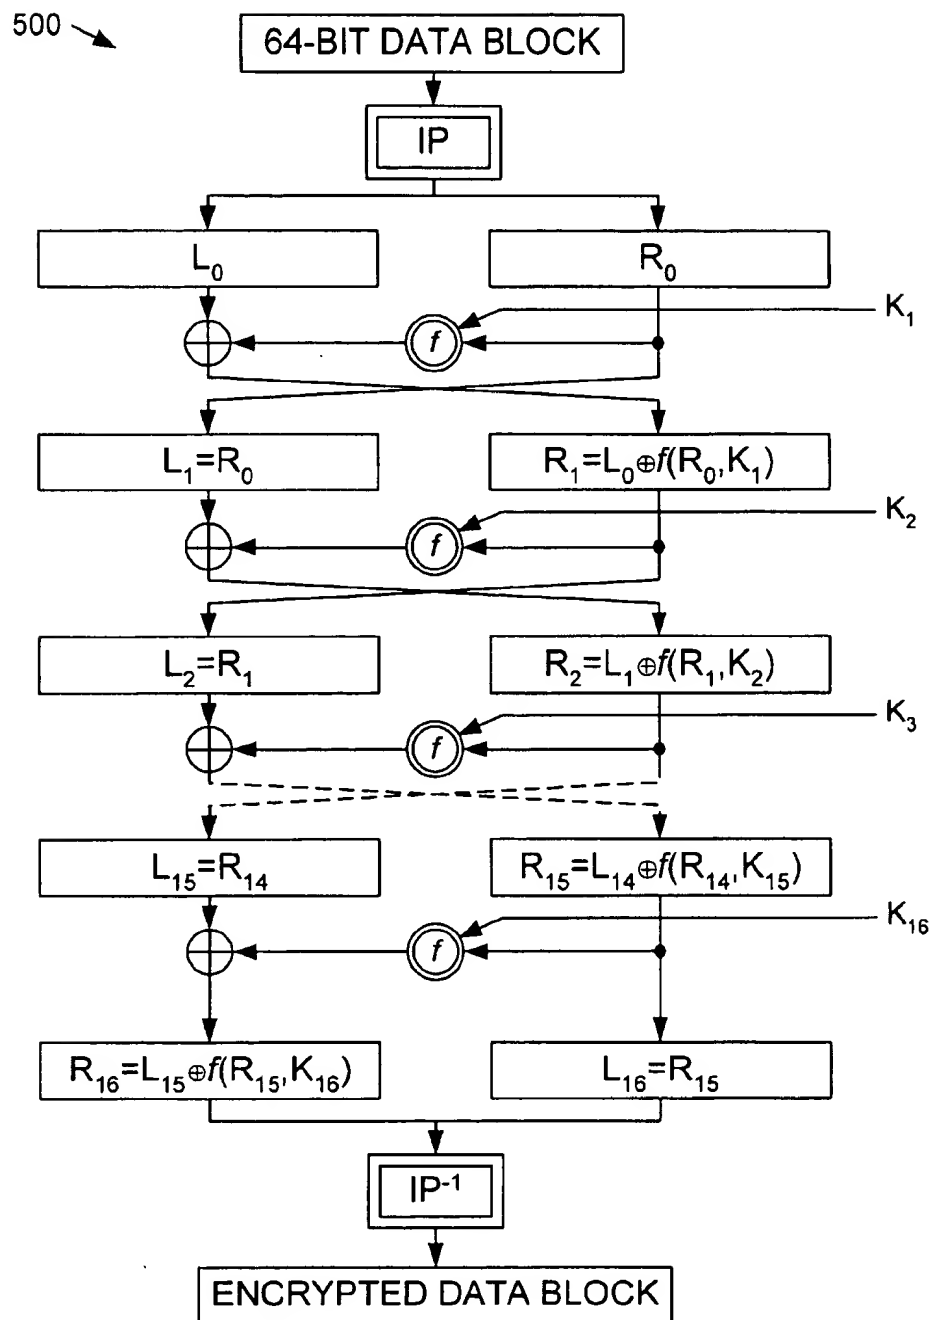 500
64-BIT DATA BLOCK
IP
L₀
R₀
K₁
f
L₁=R₀
R₁=L₀⊕f(R₀,K₁)
K₂
f
L₂=R₁
R₂=L₁⊕f(R₁,K₂)
K₃
f
L₁₅=R₁₄
R₁₅=L₁₄⊕f(R₁₄,K₁₅)
K₁₆
f
R₁₆=L₁₅⊕f(R₁₅,K₁₆)
L₁₆=R₁₅
IP⁻¹
ENCRYPTED DATA BLOCK